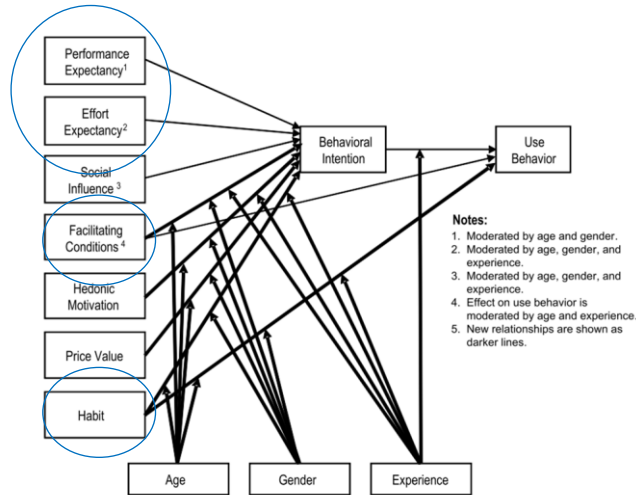 Performance
Expectancy1
Effort
Expectancy2
Social
Influence 3
Facilitating
Conditions 4
Hedonic
Motivation
Price Value
Habit
Behavioral
Intention
Use
Behavior
Notes:
1. Moderated by age and gender.
2. Moderated by age, gender, and
experience.
3. Moderated by age, gender, and
experience.
4. Effect on use behavior is
moderated by age and experience.
5. New relationships are shown as
darker lines.
Age
Gender
Experience